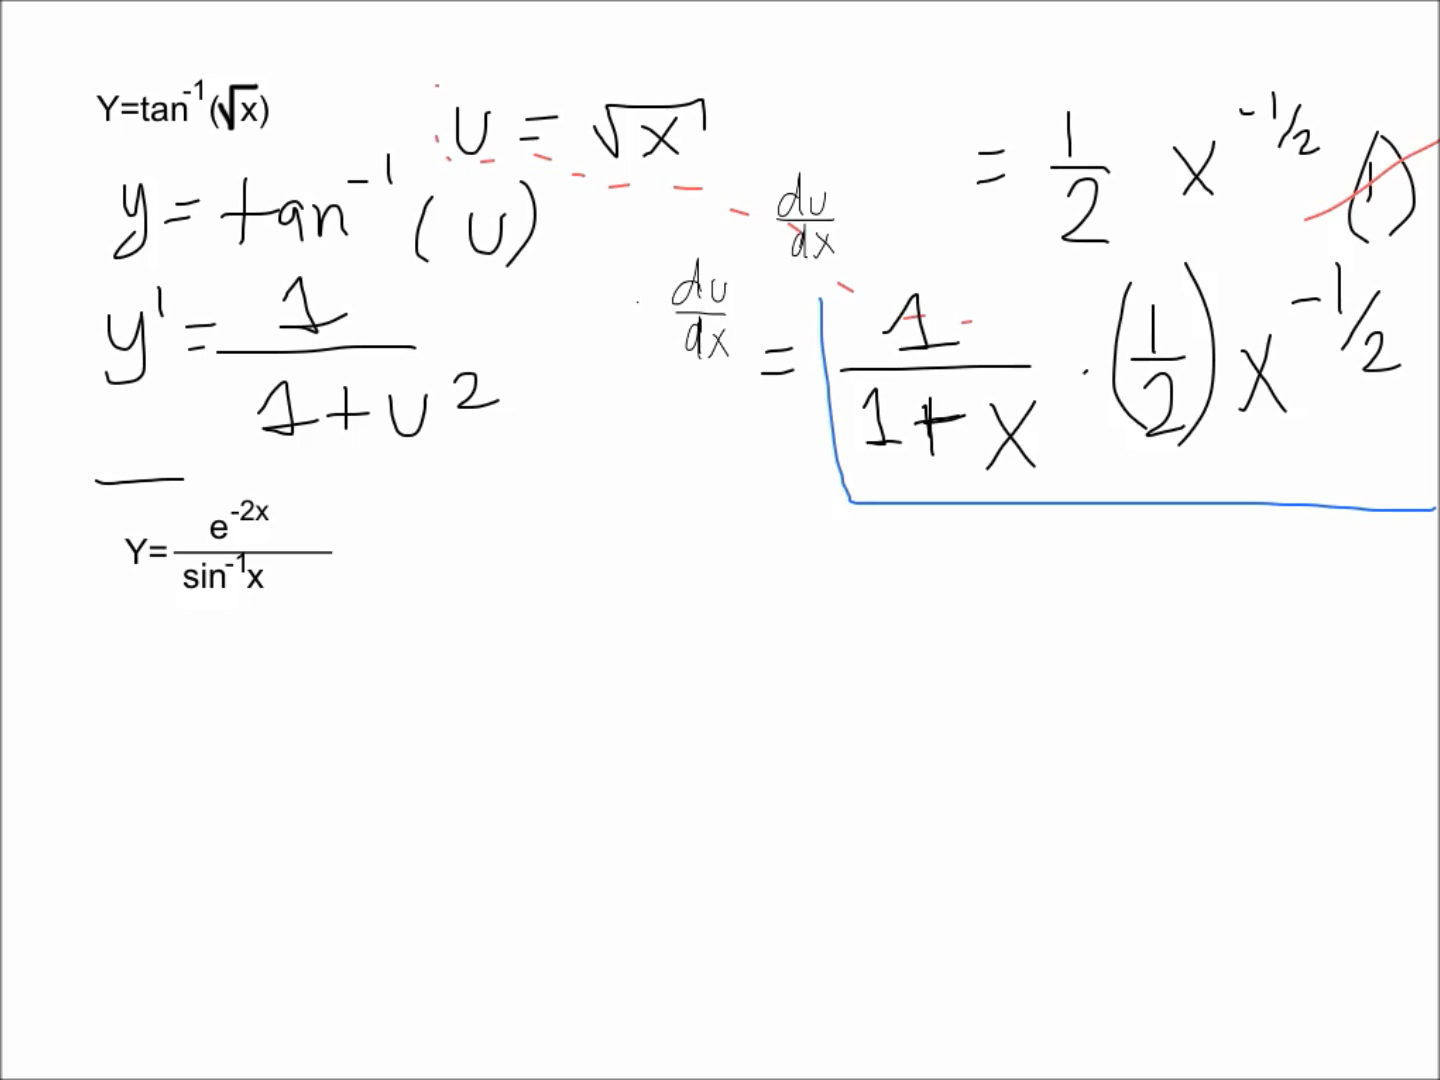 Y=tan⁻¹(√x)
u = √x
du/dx = 1/2 x^(-1/2) (1)
y = tan⁻¹(u)
y' = 1/(1+u²) · du/dx = 1/(1+x) · (1/2) x^(-1/2)
Y= e^(-2x)/sin⁻¹x